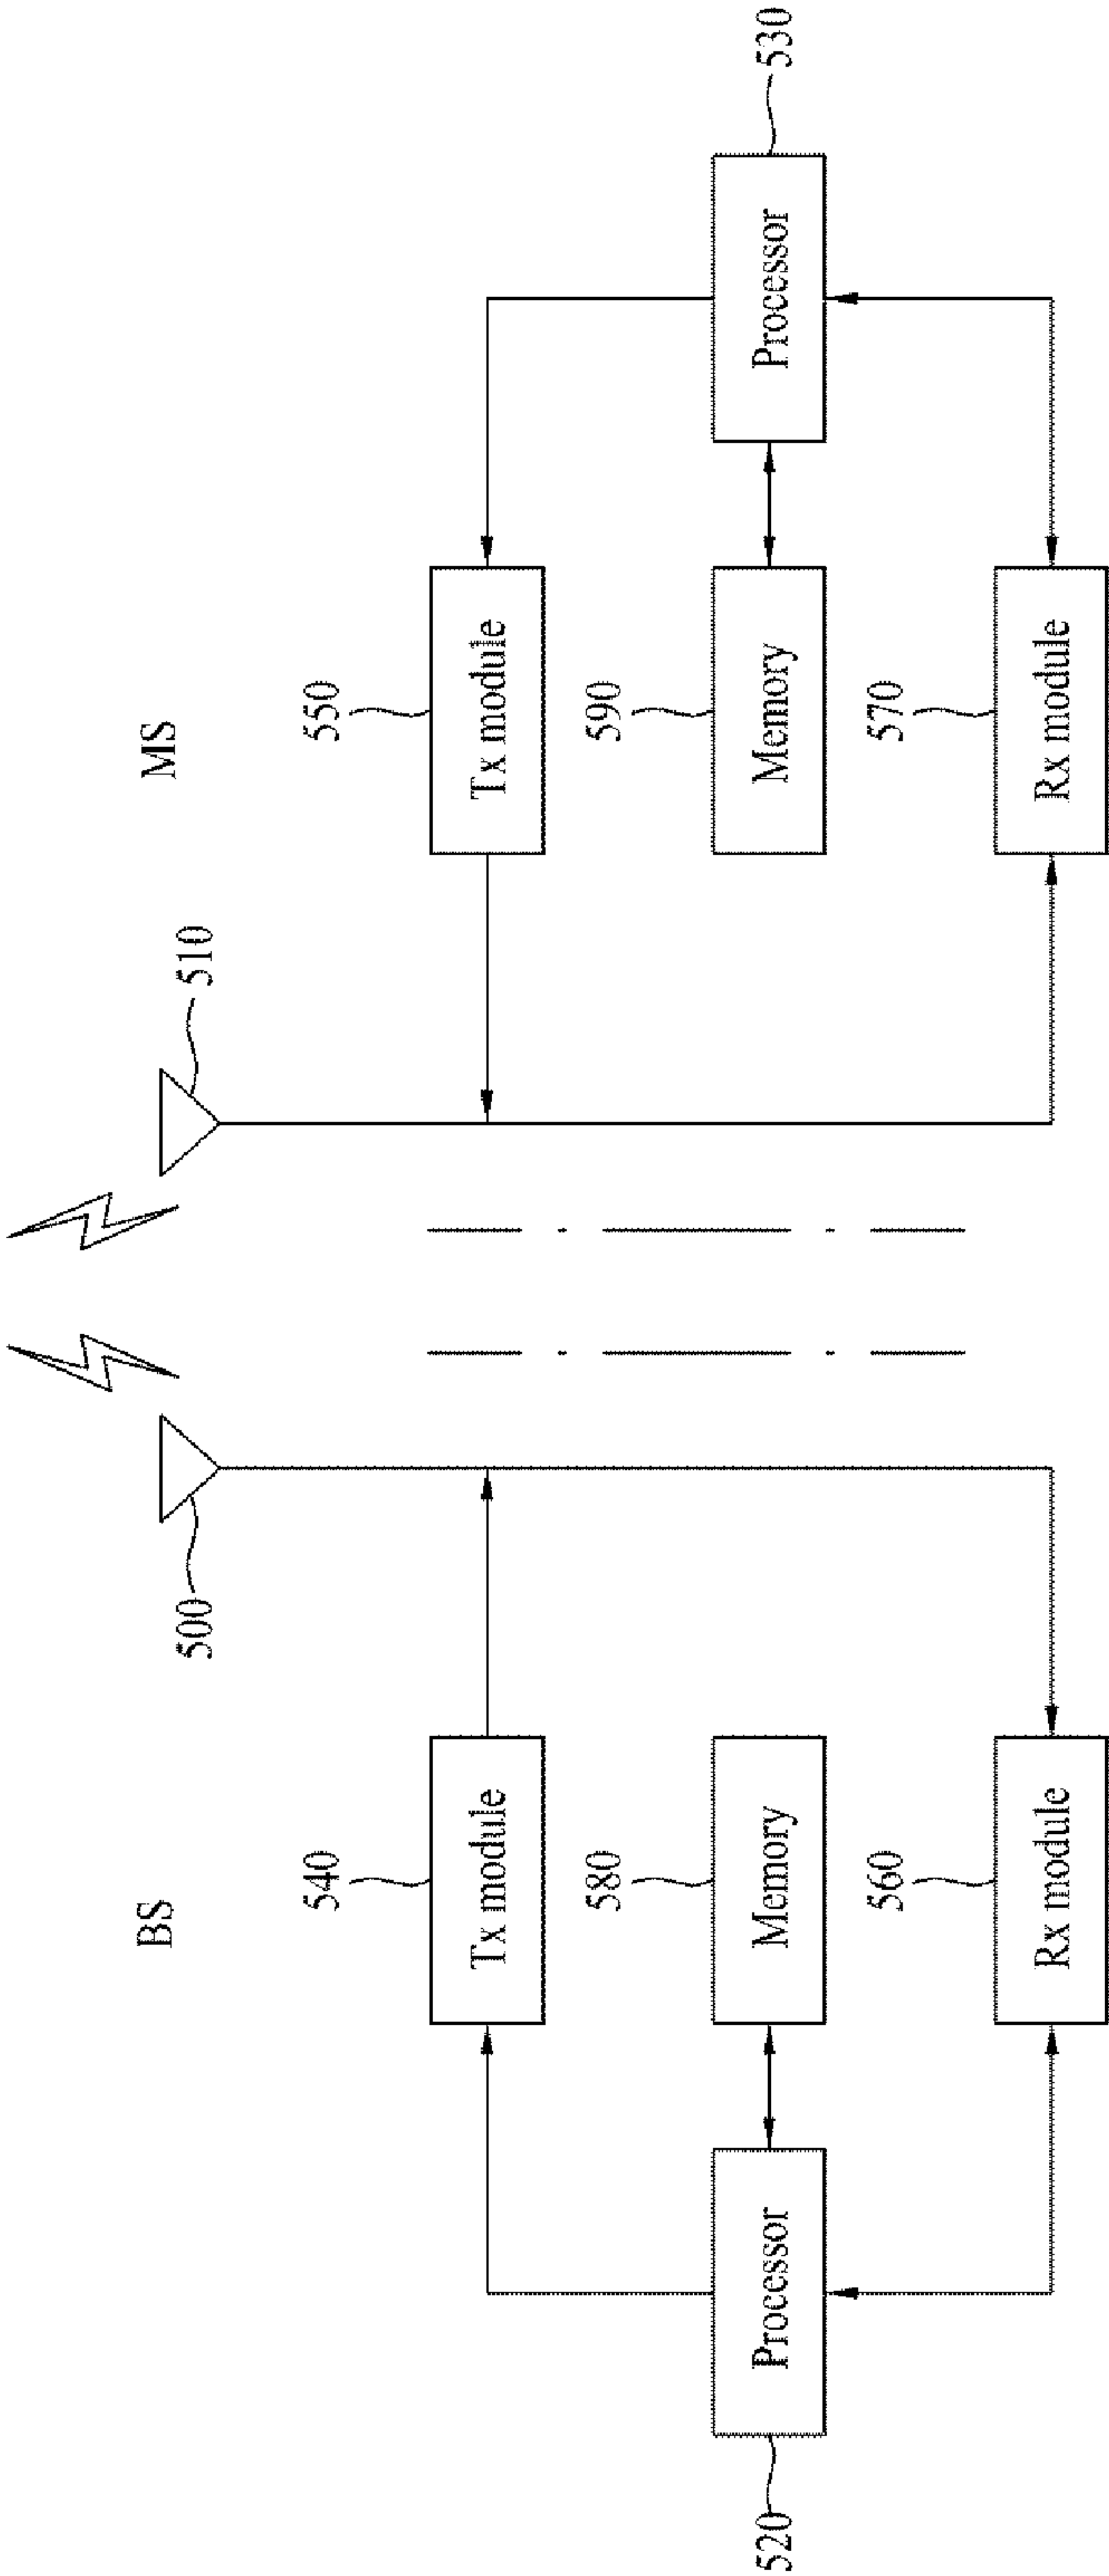 BS
MS
500
510
540
Tx module
550
Tx module
520
Processor
580
Memory
590
Memory
Processor
530
560
Rx module
570
Rx module